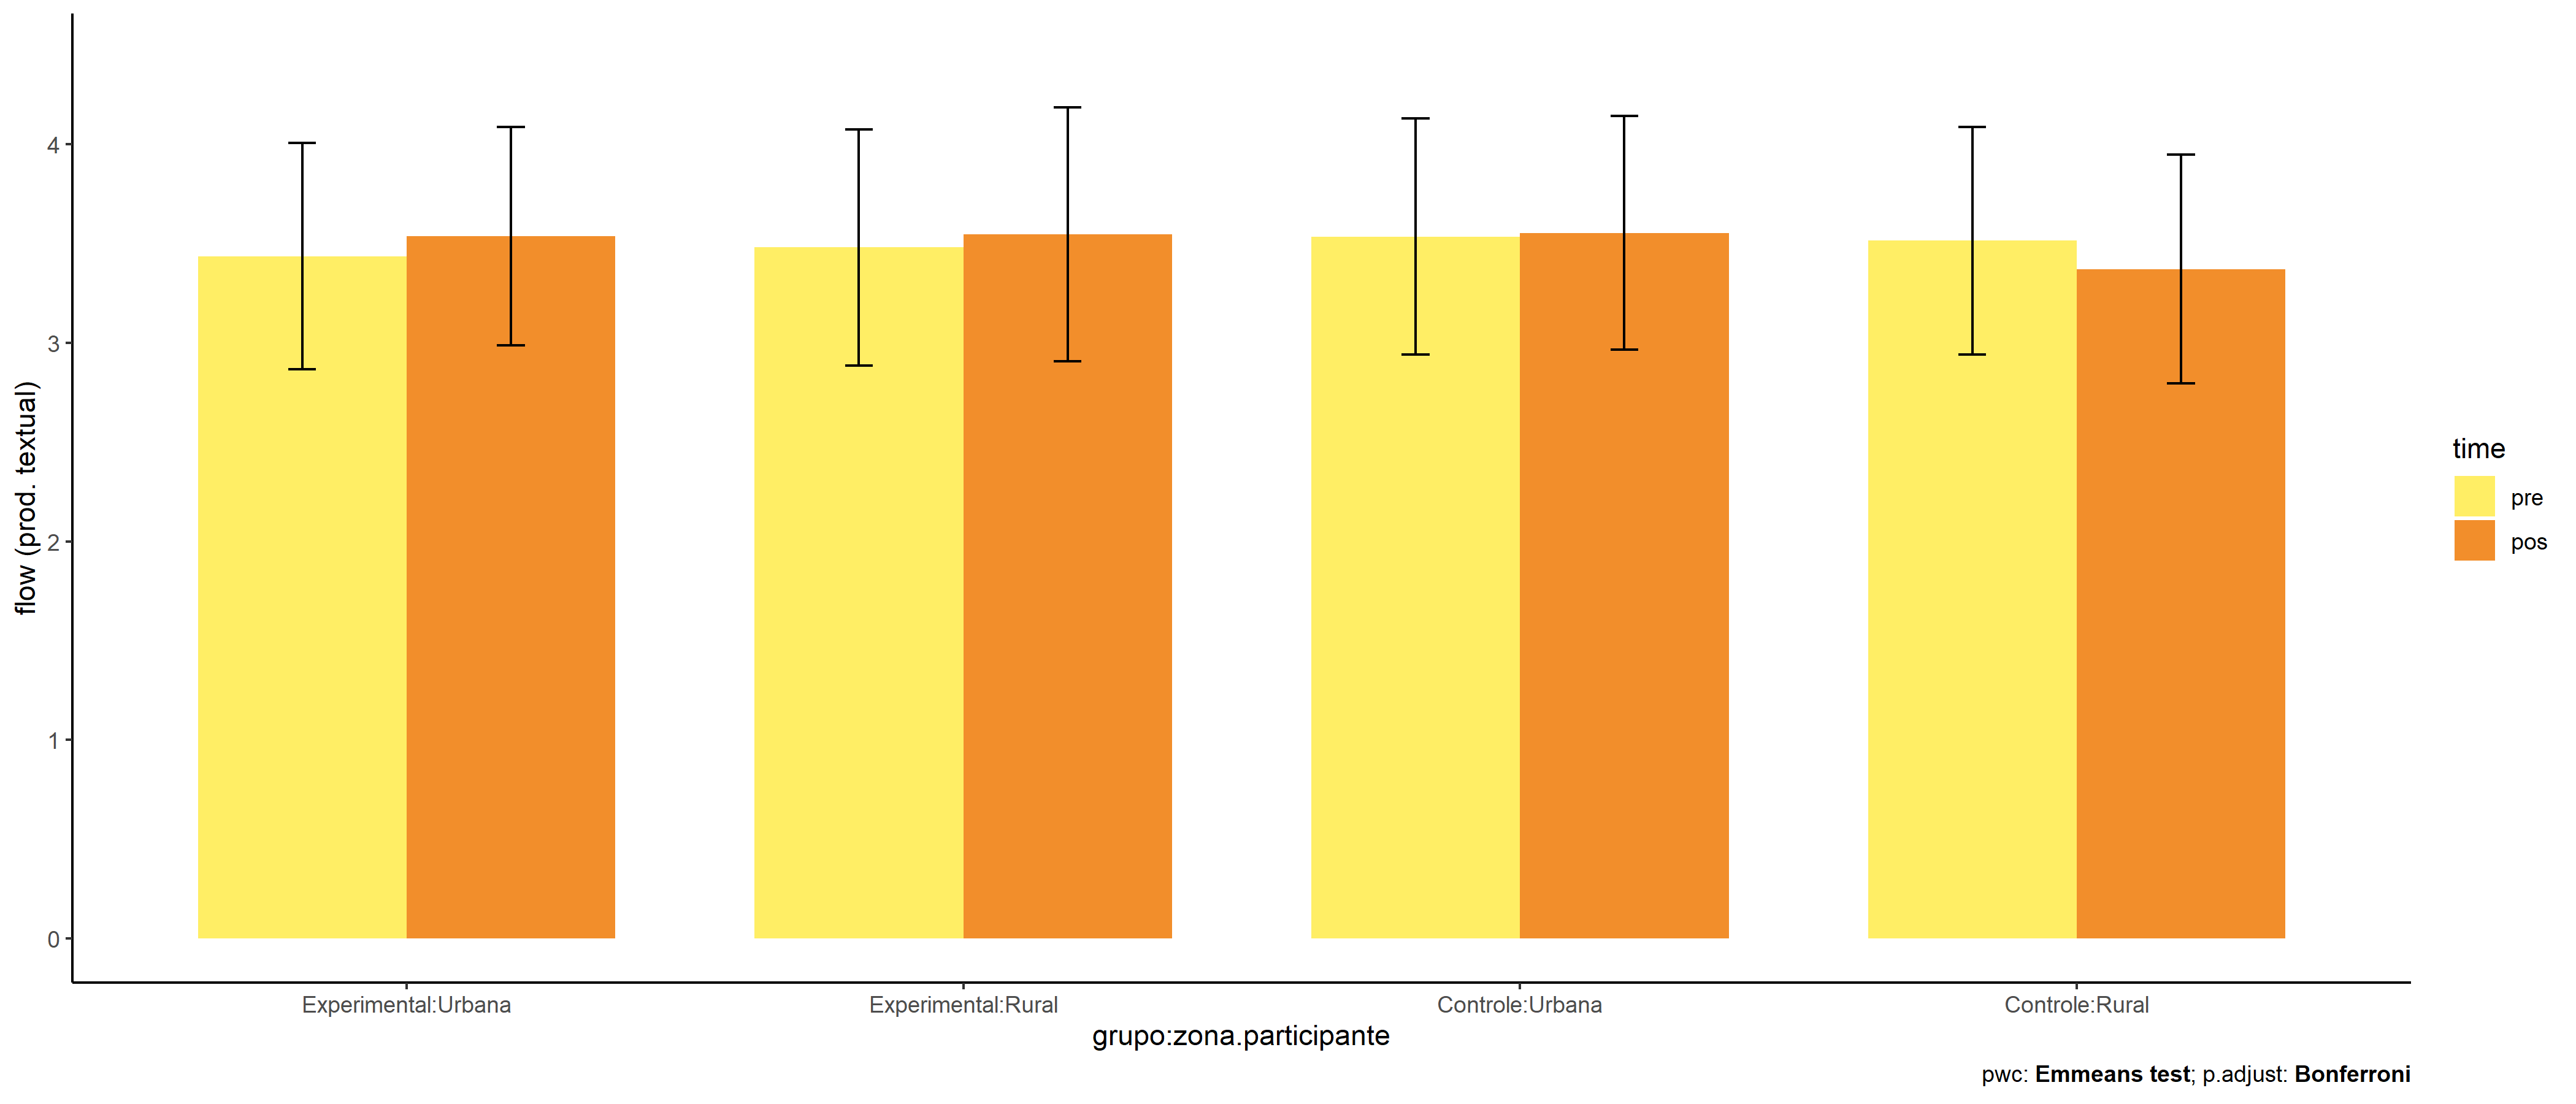 flow (prod. textual)
4
3
2
1
0
Experimental:Urbana
Experimental:Rural
Controle:Urbana
Controle:Rural
grupo:zona.participante
time
pre
pos
pwc: Emmeans test; p.adjust: Bonferroni